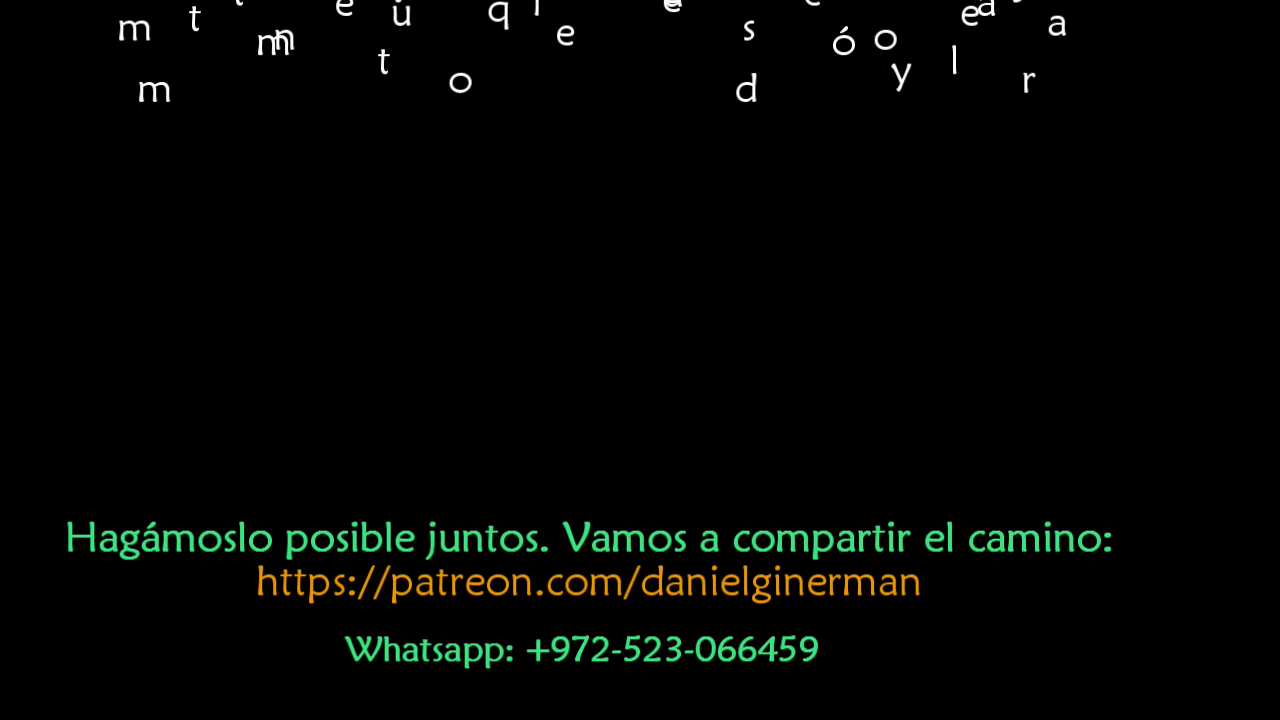 Hagámoslo posible juntos. Vamos a compartir el camino:
https://patreon.com/danielginerman
Whatsapp: +972-523-066459